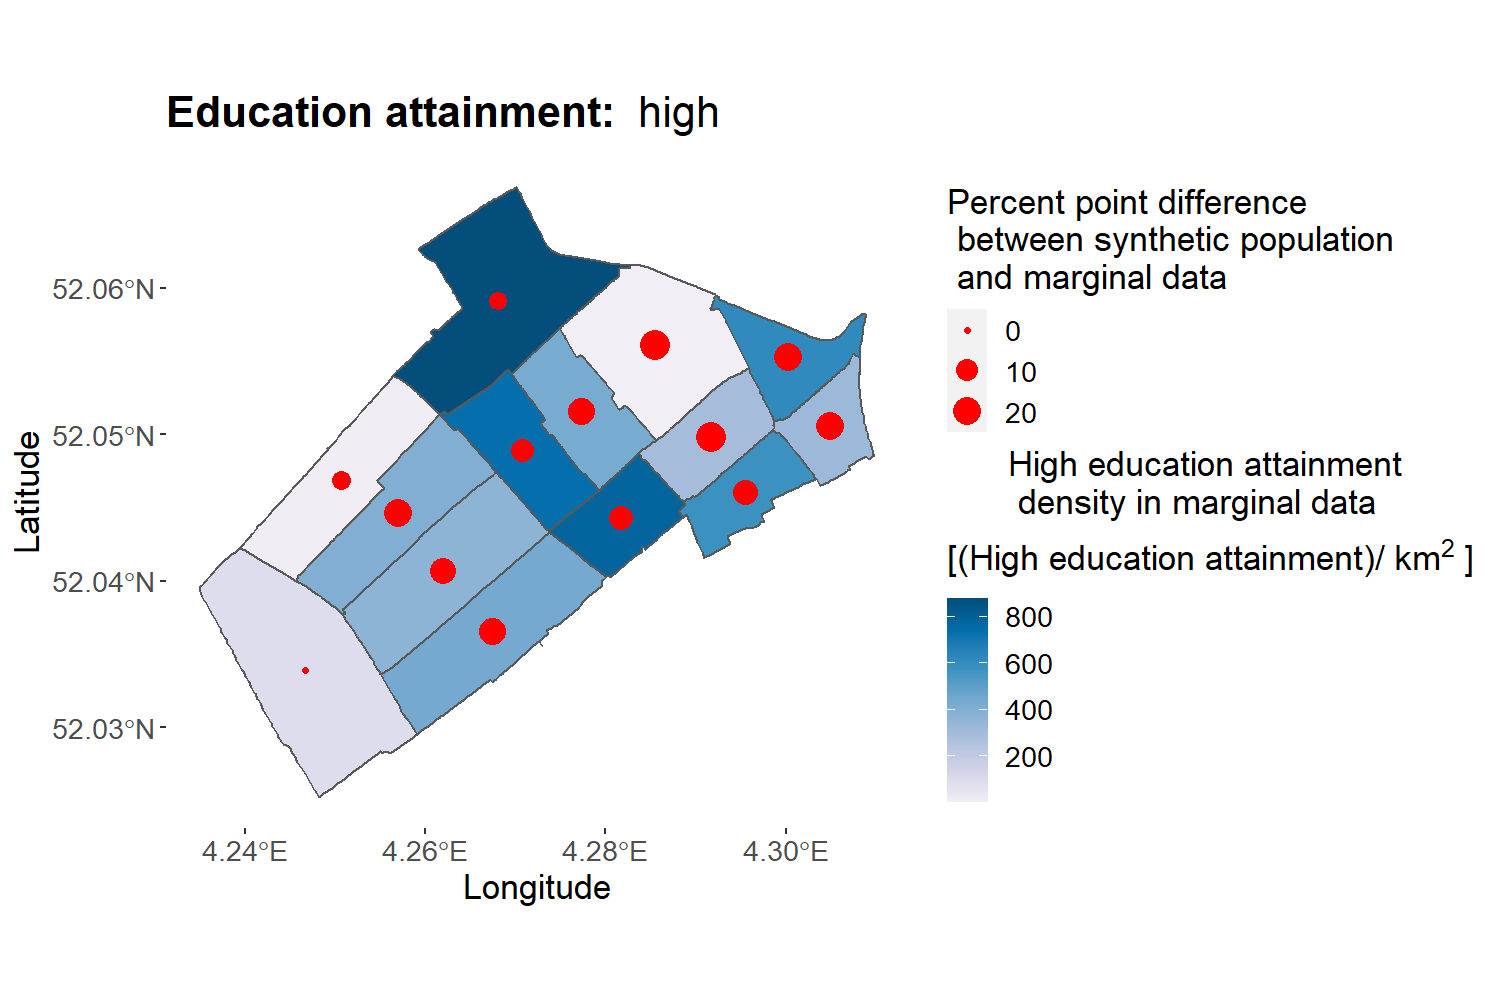 Education attainment: high
52.06°N
52.05°N
52.04°N
52.03°N
Latitude
4.24°E
4.26°E
4.28°E
4.30°E
Longitude
Percent point difference
between synthetic population
and marginal data
0
10
20
High education attainment
density in marginal data
[(High education attainment)/ km² ]
800
600
400
200